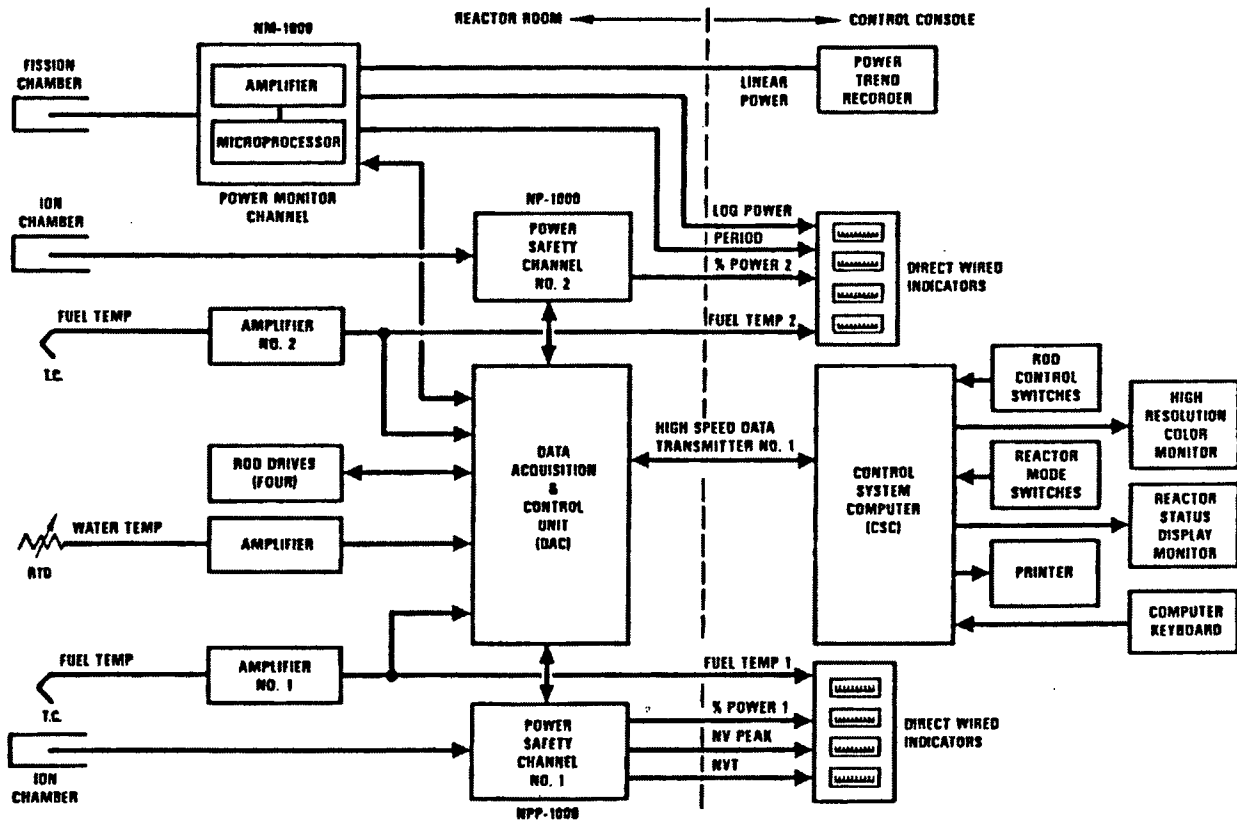 REACTOR ROOM
CONTROL CONSOLE
NM-1000
FISSION
CHAMBER
AMPLIFIER
MICROPROCESSOR
POWER MONITOR
CHANNEL
LINEAR
POWER
POWER
TREND
RECORDER
ION
CHAMBER
NP-1000
POWER
SAFETY
CHANNEL
NO. 2
LOG POWER
PERIOD
% POWER 2
DIRECT WIRED
INDICATORS
FUEL TEMP
T.C.
AMPLIFIER
NO. 2
FUEL TEMP 2
ROD
CONTROL
SWITCHES
HIGH
RESOLUTION
COLOR
MONITOR
HIGH SPEED DATA
TRANSMITTER NO. 1
DATA
ACQUISITION
&
CONTROL
UNIT
(DAC)
CONTROL
SYSTEM
COMPUTER
(CSC)
REACTOR
MODE
SWITCHES
ROD DRIVES
(FOUR)
REACTOR
STATUS
DISPLAY
MONITOR
WATER TEMP
RTD
AMPLIFIER
PRINTER
COMPUTER
KEYBOARD
FUEL TEMP
T.C.
AMPLIFIER
NO. 1
FUEL TEMP 1
% POWER 1
NV PEAK
NVT
DIRECT WIRED
INDICATORS
POWER
SAFETY
CHANNEL
NO. 1
ION
CHAMBER
NPP-1000